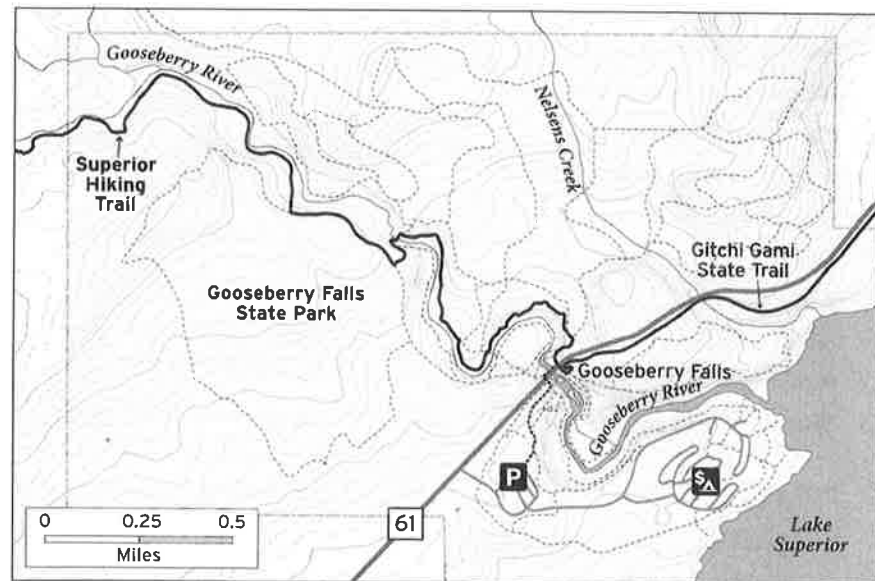 Gooseberry River
Nelsens Creek
Superior
Hiking
Trail
Gitchi Gami
State Trail
Gooseberry Falls
State Park
Gooseberry Falls
Gooseberry River
P
$
61
0 0.25 0.5
Miles
Lake
Superior